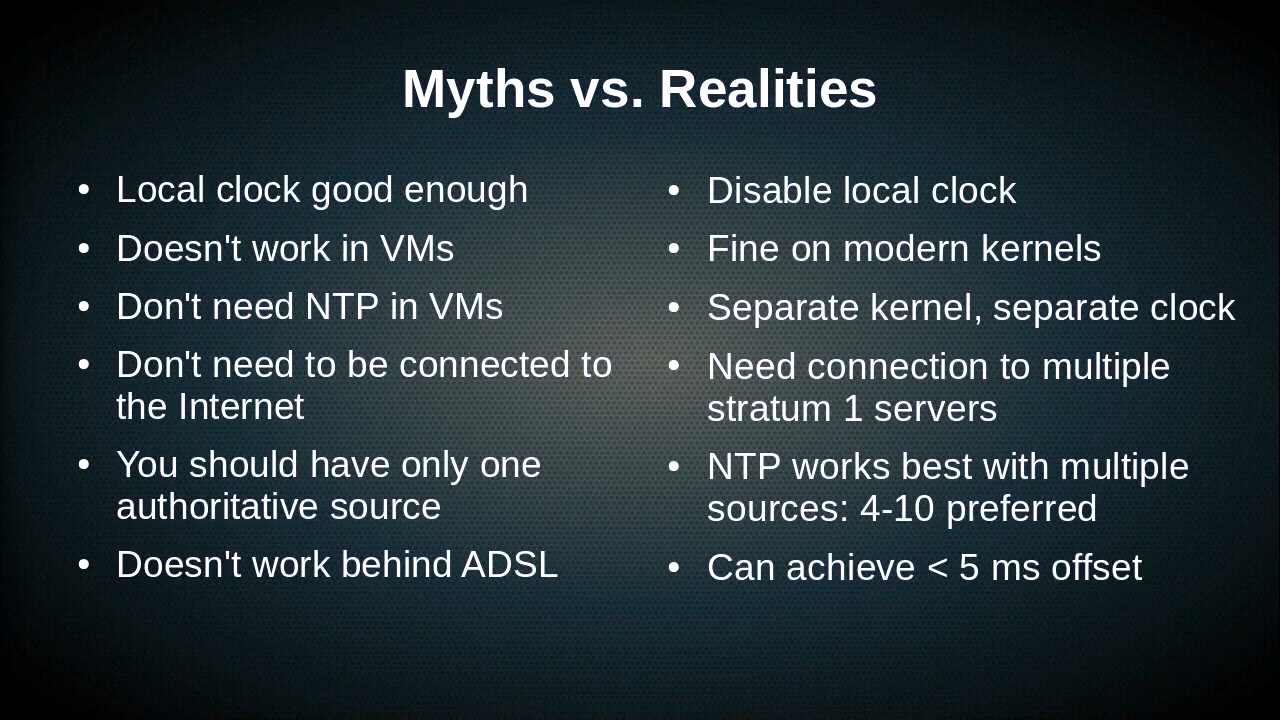 Myths vs. Realities
• Local clock good enough
• Doesn't work in VMs
• Don't need NTP in VMs
• Don't need to be connected to
the Internet
• You should have only one
authoritative source
• Doesn't work behind ADSL
• Disable local clock
• Fine on modern kernels
• Separate kernel, separate clock
• Need connection to multiple
stratum 1 servers
• NTP works best with multiple
sources: 4-10 preferred
• Can achieve < 5 ms offset